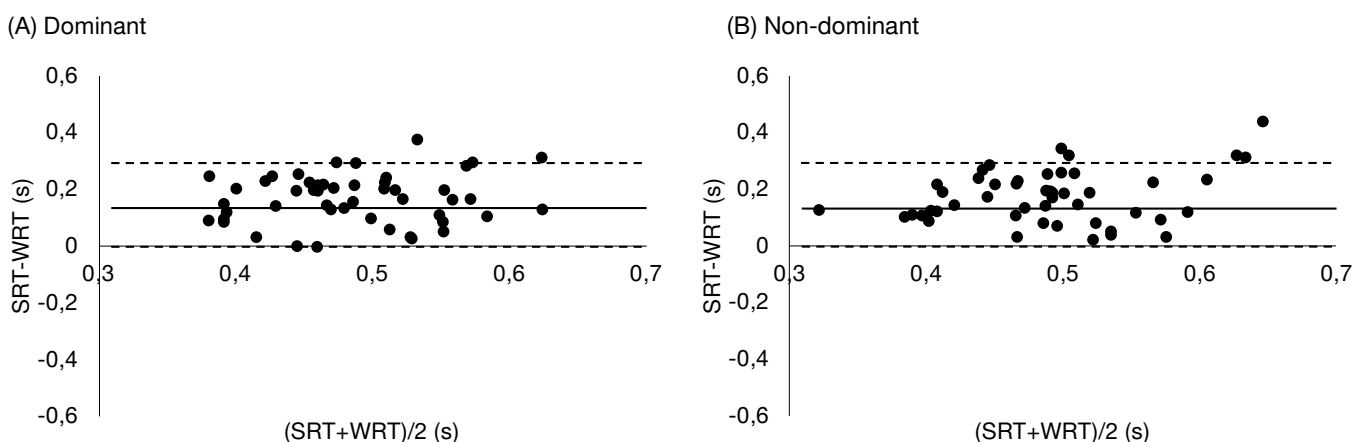 (A) Dominant
0,6
0,4
0,2
0
-0,2
-0,4
-0,6
0,3 0,4 0,5 0,6 0,7
SRT-WRT (s)
(SRT+WRT)/2 (s)
(B) Non-dominant
0,6
0,4
0,2
0
-0,2
-0,4
-0,6
0,3 0,4 0,5 0,6 0,7
SRT-WRT (s)
(SRT+WRT)/2 (s)